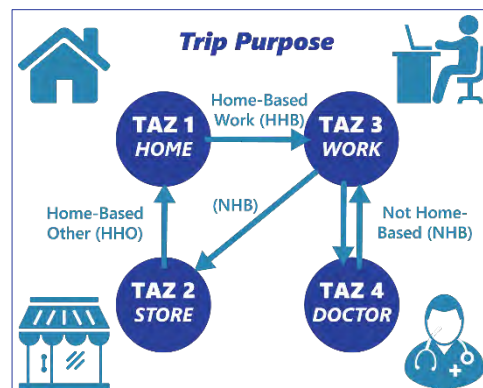 Trip Purpose
Home-Based
Work (HHB)
TAZ 1
HOME
TAZ 3
WORK
Home-Based
Other (HHO)
(NHB)
Not Home-
Based (NHB)
TAZ 2
STORE
TAZ 4
DOCTOR